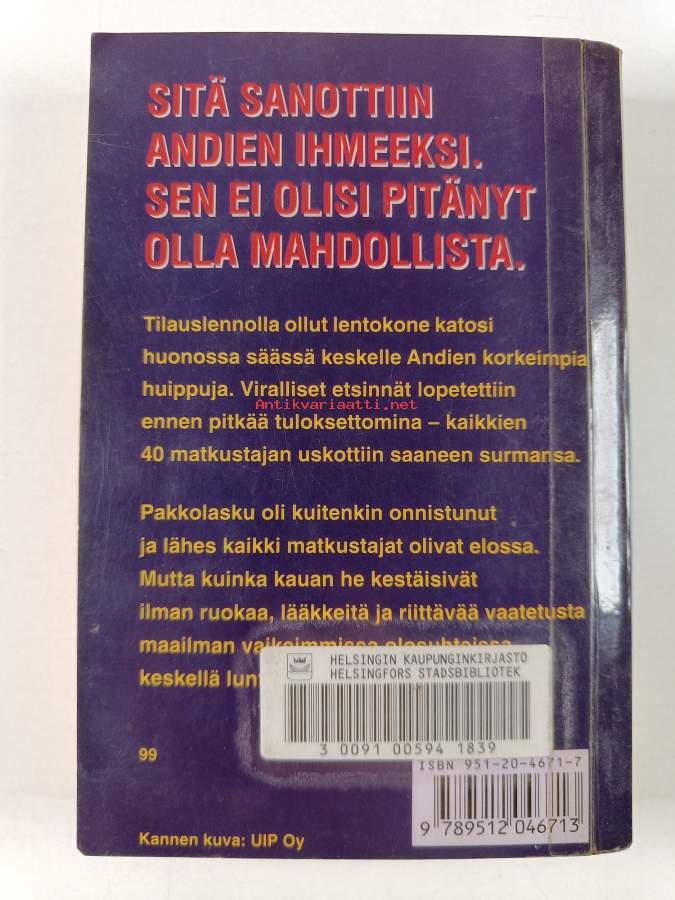 SITÄ SANOTTIIN
ANDIEN IHMEEKSI.
SEN EI OLISI PITÄNYT
OLLA MAHDOLLISTA.
Tilauslennolla ollut lentokone katosi
huonossa säässä keskelle Andien korkeimpia
huippuja. Viralliset etsinnät lopetettiin
Antikvariaatti.net
ennen pitkää tuloksettomina – kaikkien
40 matkustajan uskottiin saaneen surmansa.
Pakkolasku oli kuitenkin onnistunut
ja lähes kaikki matkustajat olivat elossa.
Mutta kuinka kauan he kestäisivät
ilman ruokaa, lääkkeitä ja riittävää vaatetusta
maailman
keskellä
HELSINGIN KAUPUNGINKIRJASTO
HELSINGFORS STADSBIBLIOTEK
3 0091 00594 1839
99
ISBN 951-20-4671-7
9 789512 046713
Kannen kuva: UIP Oy